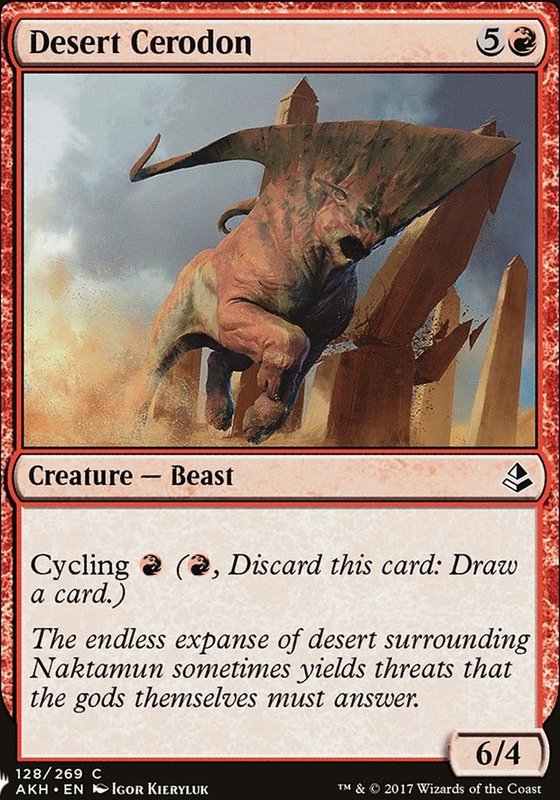 Desert Cerodon 5
Creature — Beast
Cycling (, Discard this card: Draw
a card.)
The endless expanse of desert surrounding
Naktamun sometimes yields threats that
the gods themselves must answer.
6/4
128/269 C
AKH • EN Igor Kieryluk
™ & © 2017 Wizards of the Coast